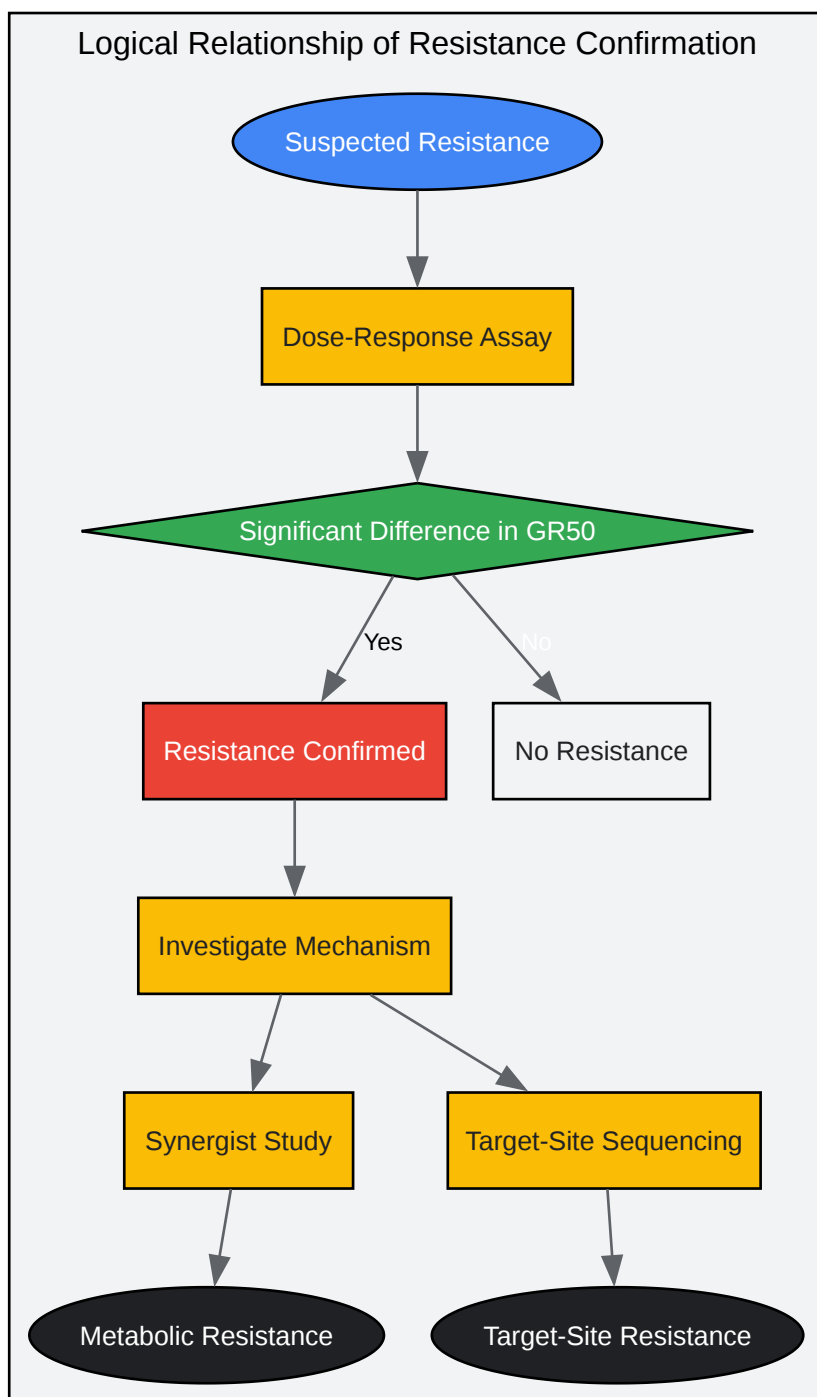 Logical Relationship of Resistance Confirmation
Suspected Resistance
Dose-Response Assay
Significant Difference in GR50
Yes
No
Resistance Confirmed
No Resistance
Investigate Mechanism
Synergist Study
Target-Site Sequencing
Metabolic Resistance
Target-Site Resistance